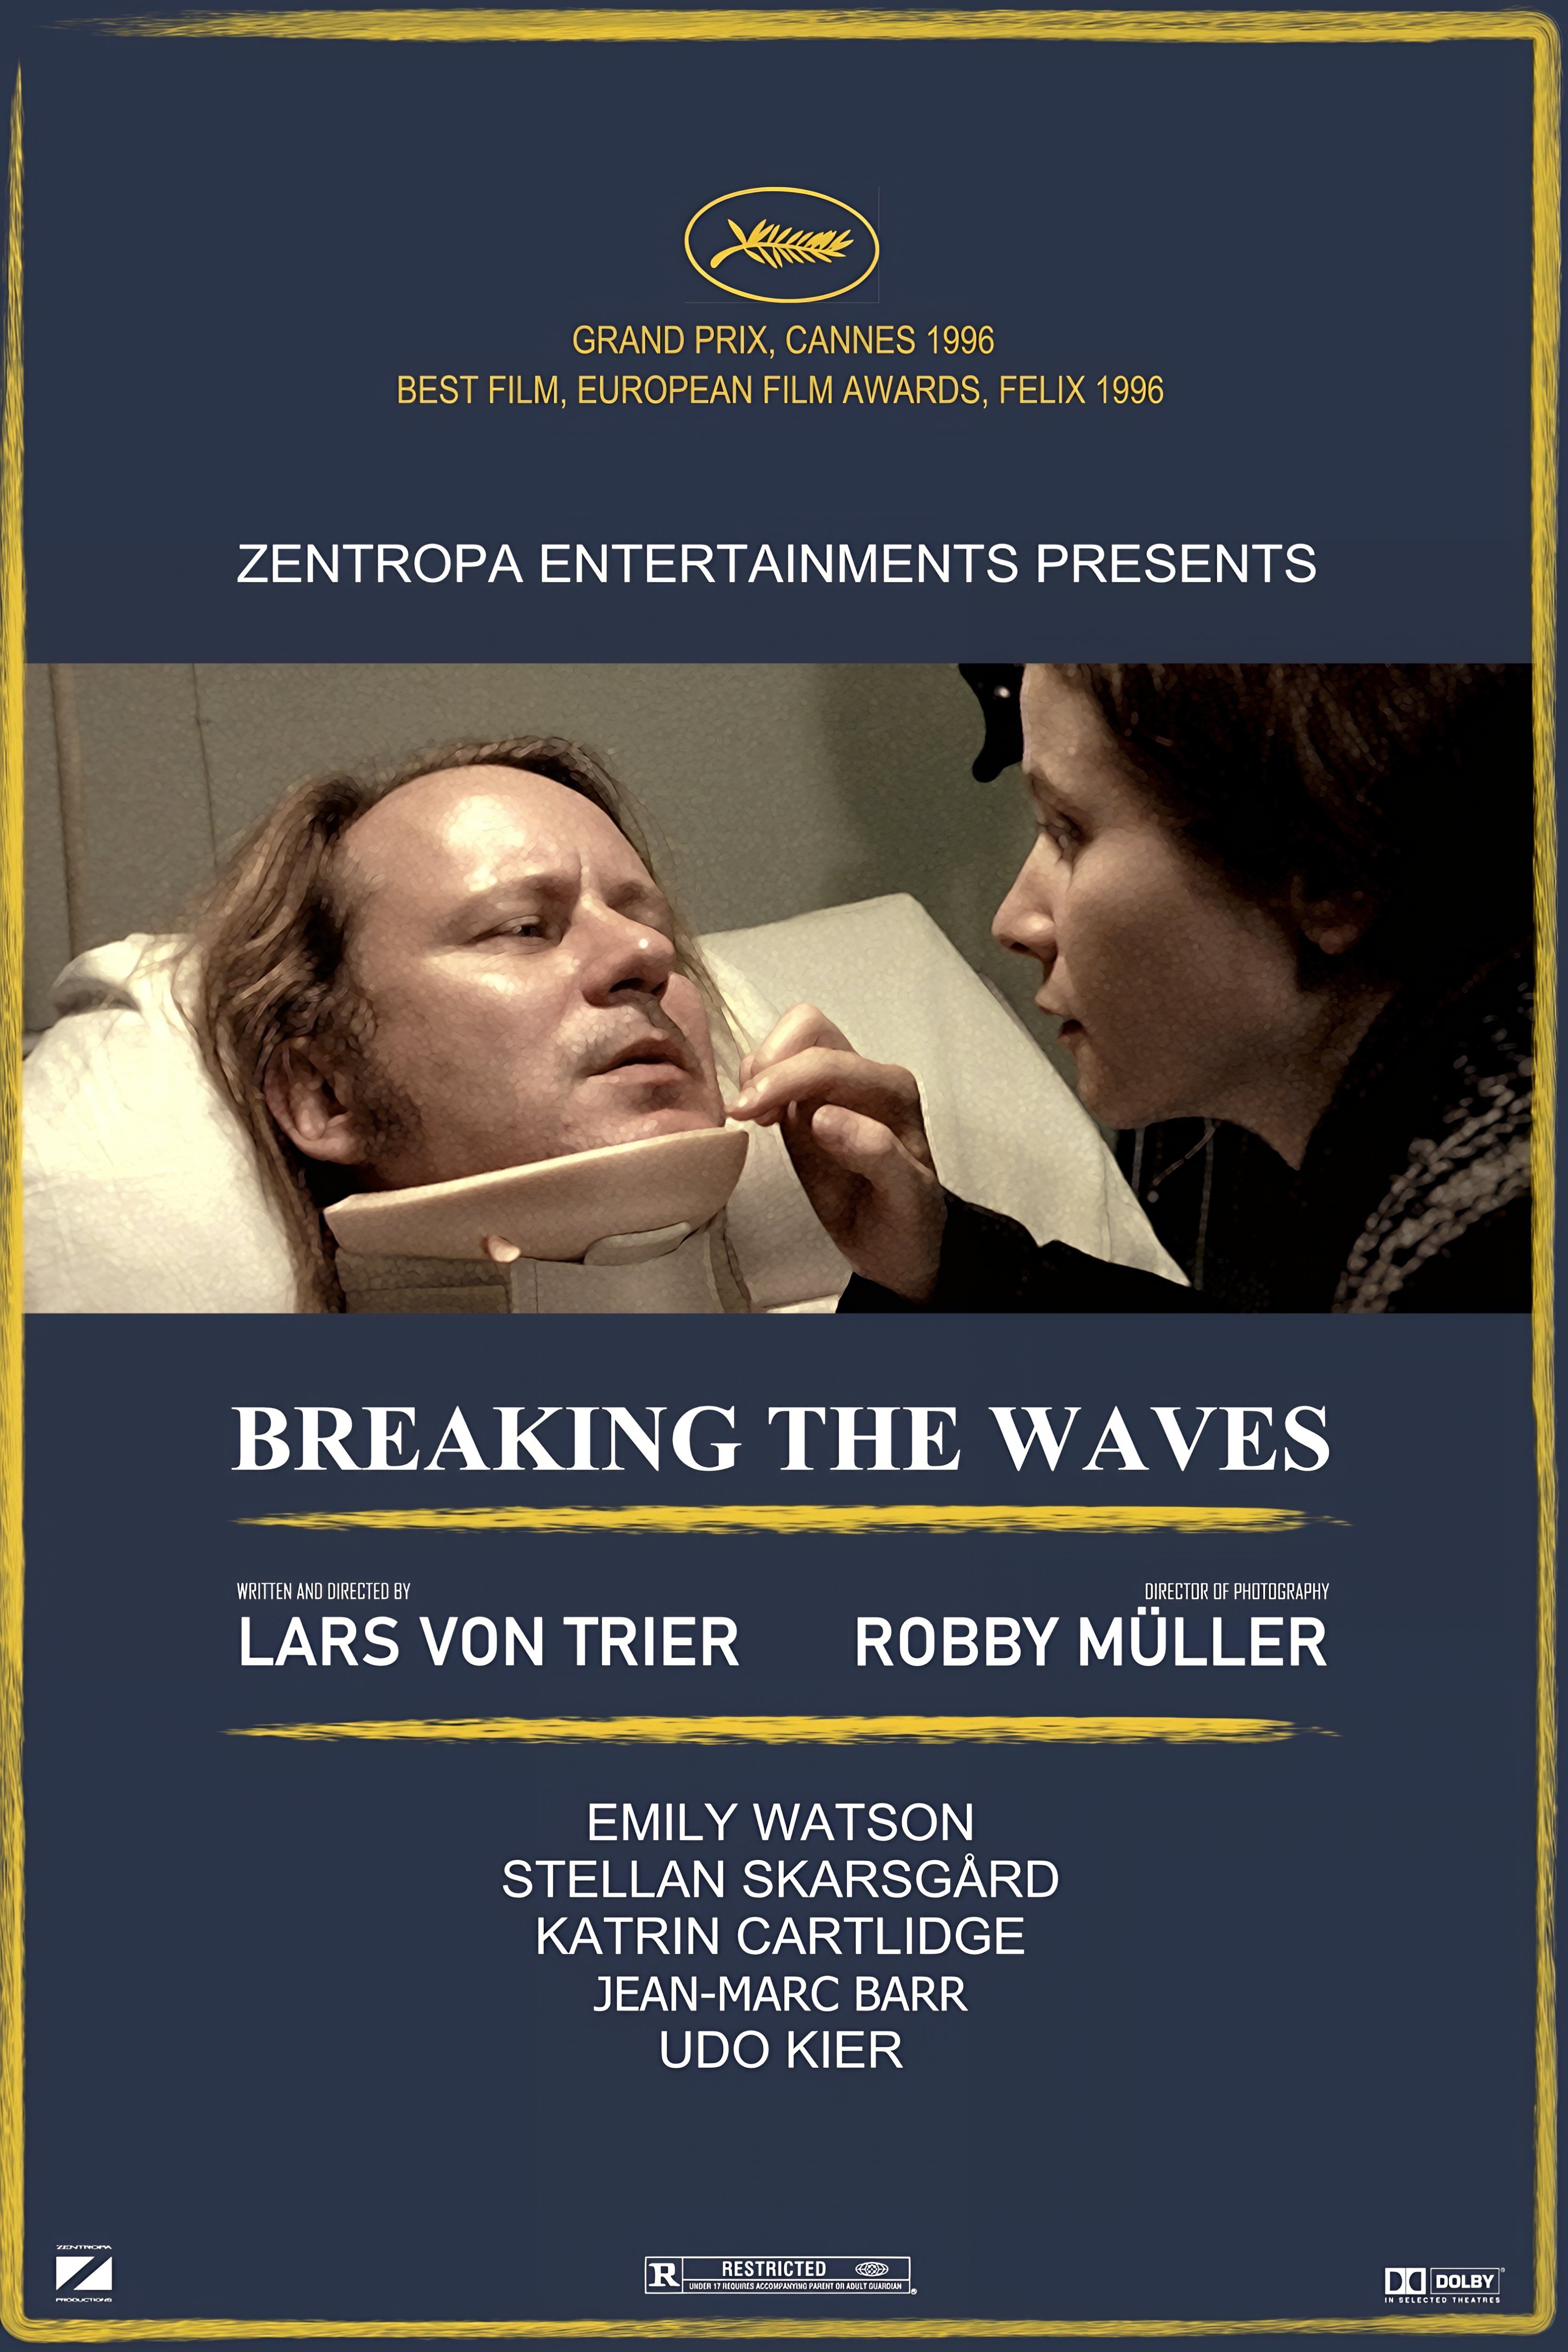 GRAND PRIX, CANNES 1996
BEST FILM, EUROPEAN FILM AWARDS, FELIX 1996
ZENTROPA ENTERTAINMENTS PRESENTS
BREAKING THE WAVES
WRITTEN AND DIRECTED BY
LARS VON TRIER
DIRECTOR OF PHOTOGRAPHY
ROBBY MÜLLER
EMILY WATSON
STELLAN SKARSGÅRD
KATRIN CARTLIDGE
JEAN-MARC BARR
UDO KIER
ZENTROPA
PRODUCTIONS
R RESTRICTED
UNDER 17 REQUIRES ACCOMPANYING PARENT OR ADULT GUARDIAN ®
DOLBY ®
IN SELECTED THEATRES